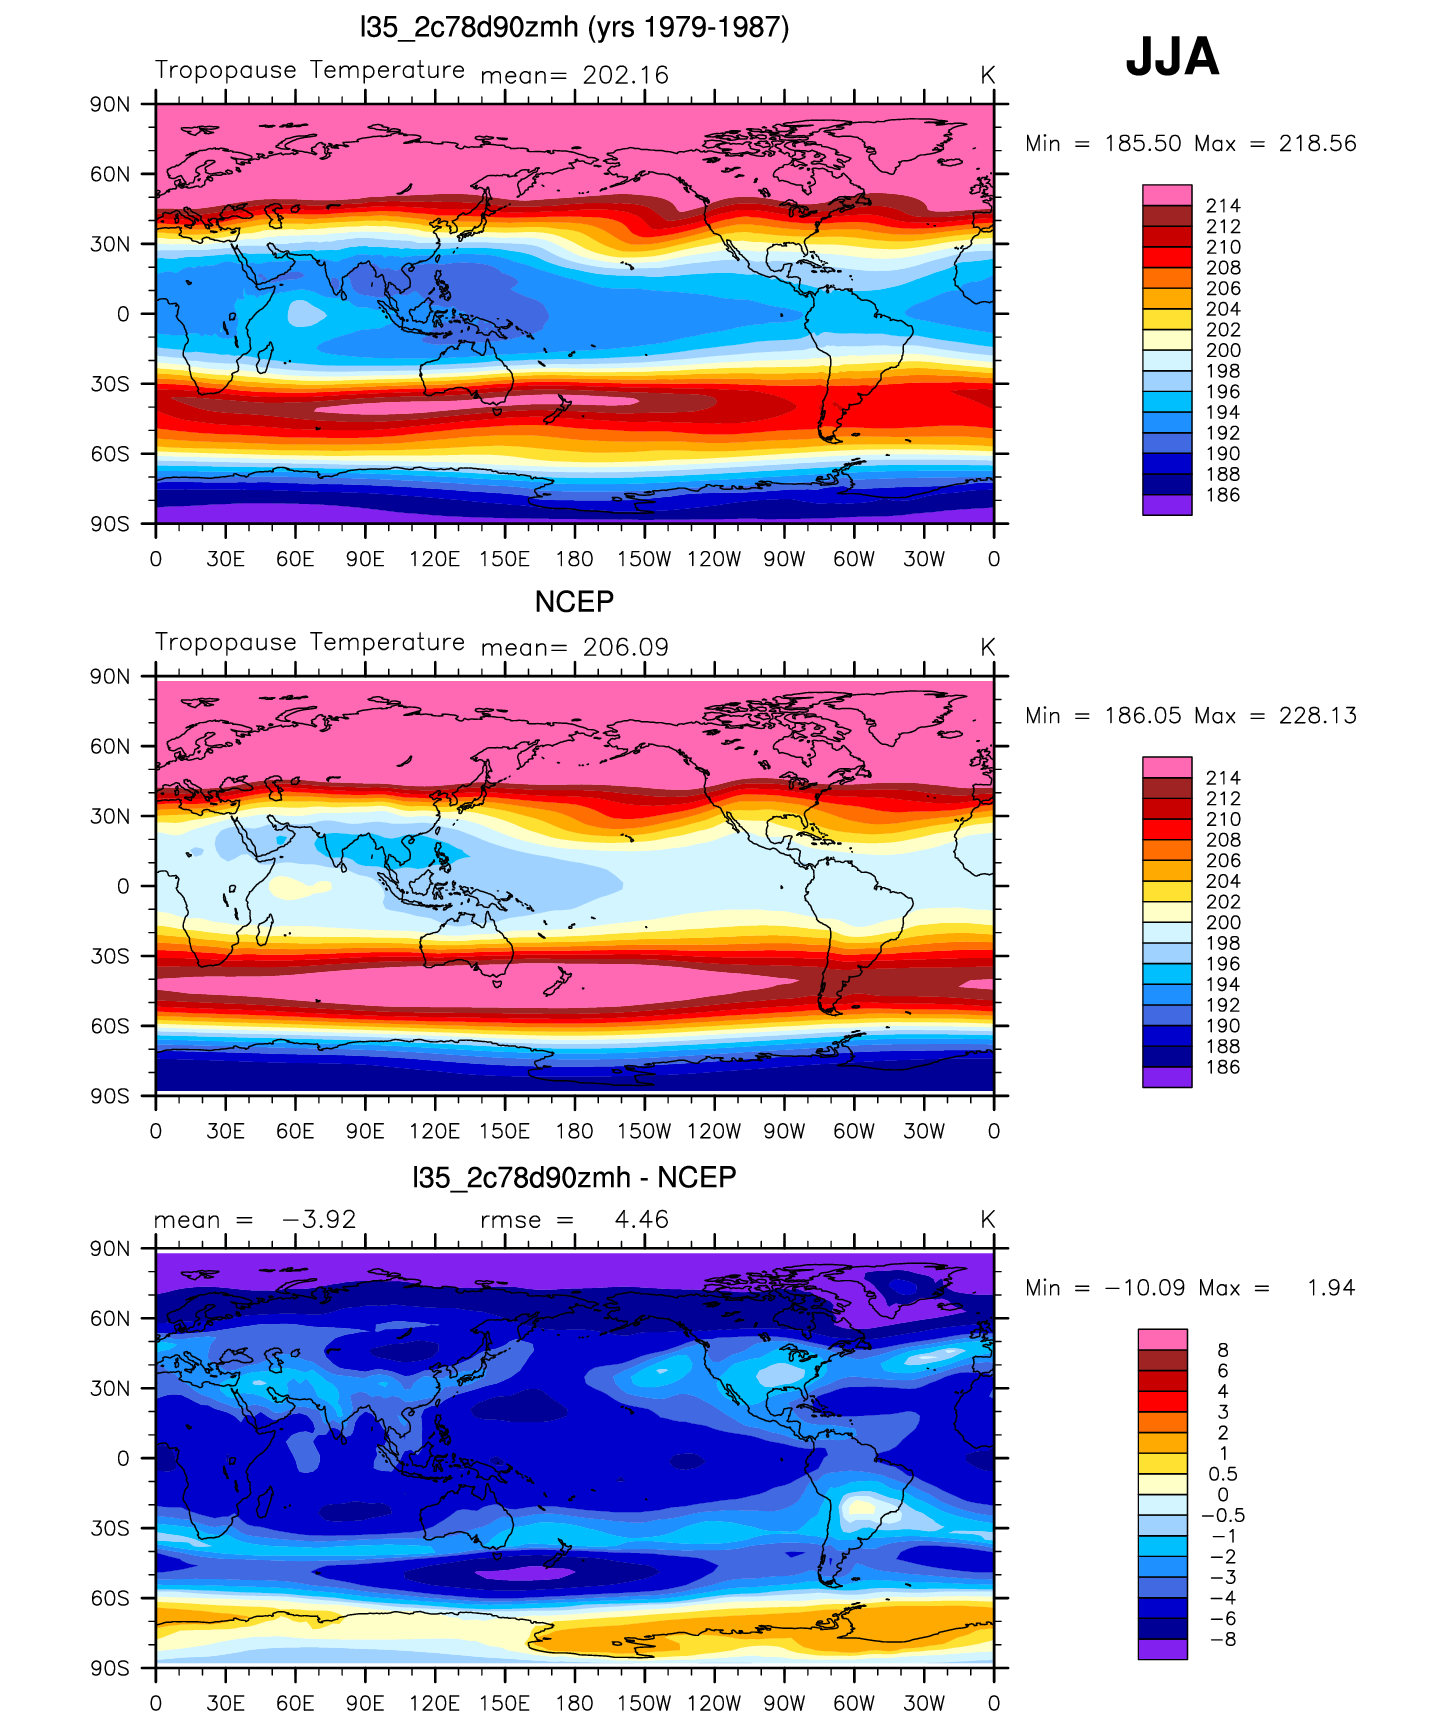 l35_2c78d90zmh (yrs 1979-1987)
JJA
Tropopause Temperature mean= 202.16 K
Min = 185.50 Max = 218.56
90N
60N
30N
0
30S
60S
90S
0 30E 60E 90E 120E 150E 180 150W 120W 90W 60W 30W 0
214
212
210
208
206
204
202
200
198
196
194
192
190
188
186
NCEP
Tropopause Temperature mean= 206.09 K
Min = 186.05 Max = 228.13
90N
60N
30N
0
30S
60S
90S
0 30E 60E 90E 120E 150E 180 150W 120W 90W 60W 30W 0
214
212
210
208
206
204
202
200
198
196
194
192
190
188
186
l35_2c78d90zmh - NCEP
mean = −3.92 rmse = 4.46 K
Min = −10.09 Max = 1.94
90N
60N
30N
0
30S
60S
90S
0 30E 60E 90E 120E 150E 180 150W 120W 90W 60W 30W 0
8
6
4
3
2
1
0.5
0
−0.5
−1
−2
−3
−4
−6
−8